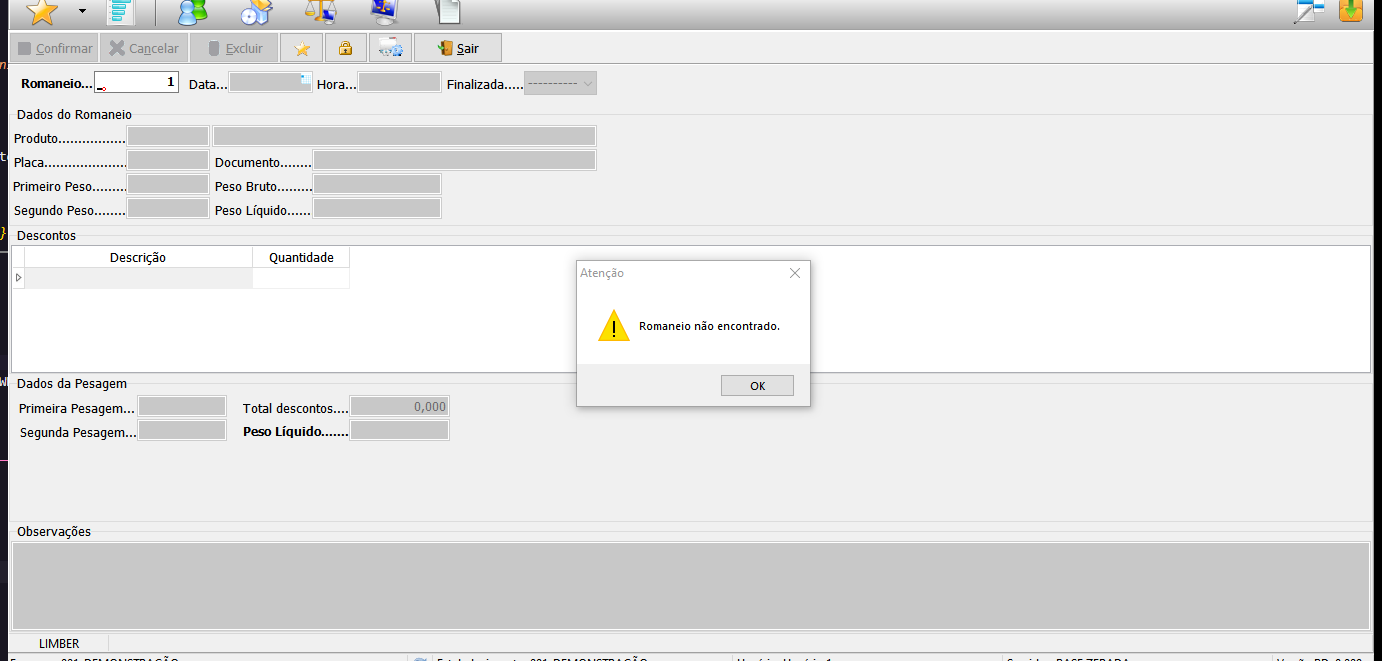 Confirmar Cancelar Excluir Sair
Romaneio... 1 Data... Hora... Finalizada..... ----------
Dados do Romaneio
Produto.................
Placa..................... Documento........
Primeiro Peso......... Peso Bruto.........
Segundo Peso........ Peso Líquido......
Descontos
Descrição Quantidade
Atenção
Romaneio não encontrado.
OK
Dados da Pesagem
Primeira Pesagem... Total descontos.... 0,000
Segunda Pesagem... Peso Líquido.......
Observações
LIMBER